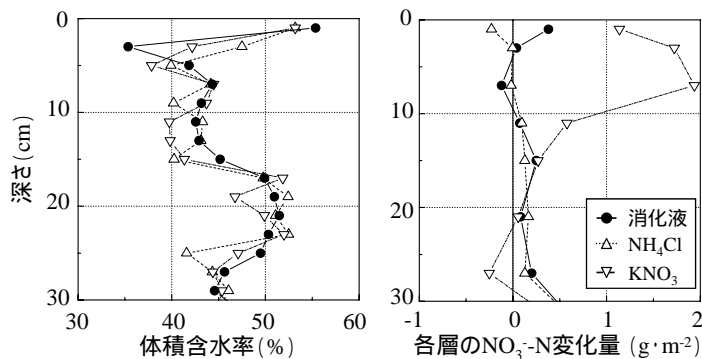 0
10
20
30
深さ(cm)
30 40 50 60
体積含水率(%)
0
10
20
30
-1 0 1 2
各層のNO₃⁻-N変化量 (g･m⁻²)
消化液
NH₄Cl
KNO₃